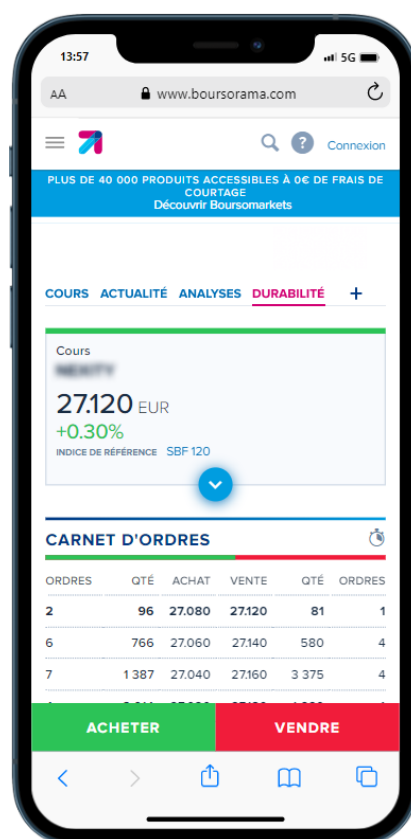 13:57
5G
AA
www.boursorama.com
Connexion
PLUS DE 40 000 PRODUITS ACCESSIBLES À 0€ DE FRAIS DE
COURTAGE
Découvrir Boursomarkets
COURS ACTUALITÉ ANALYSES DURABILITÉ +
Cours
27.120 EUR
+0.30%
INDICE DE RÉFÉRENCE SBF 120
CARNET D'ORDRES
ORDRES QTÉ ACHAT VENTE QTÉ ORDRES
2 96 27.080 27.120 81 1
6 766 27.060 27.140 580 4
7 1 387 27.040 27.160 3 375 4
ACHETER VENDRE